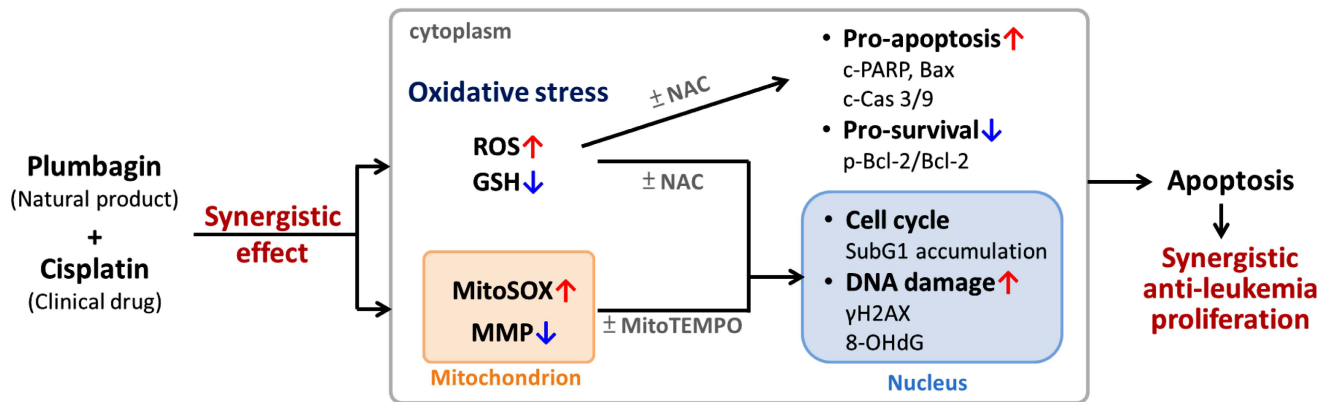 Plumbagin
(Natural product)
+
Cisplatin
(Clinical drug)
Synergistic
effect
cytoplasm
Oxidative stress
ROS↑
GSH↓
± NAC
± NAC
MitoSOX↑
MMP↓
Mitochondrion
± MitoTEMPO
• Pro-apoptosis↑
c-PARP, Bax
c-Cas 3/9
• Pro-survival↓
p-Bcl-2/Bcl-2
• Cell cycle
SubG1 accumulation
• DNA damage↑
γH2AX
8-OHdG
Nucleus
Apoptosis
Synergistic
anti-leukemia
proliferation